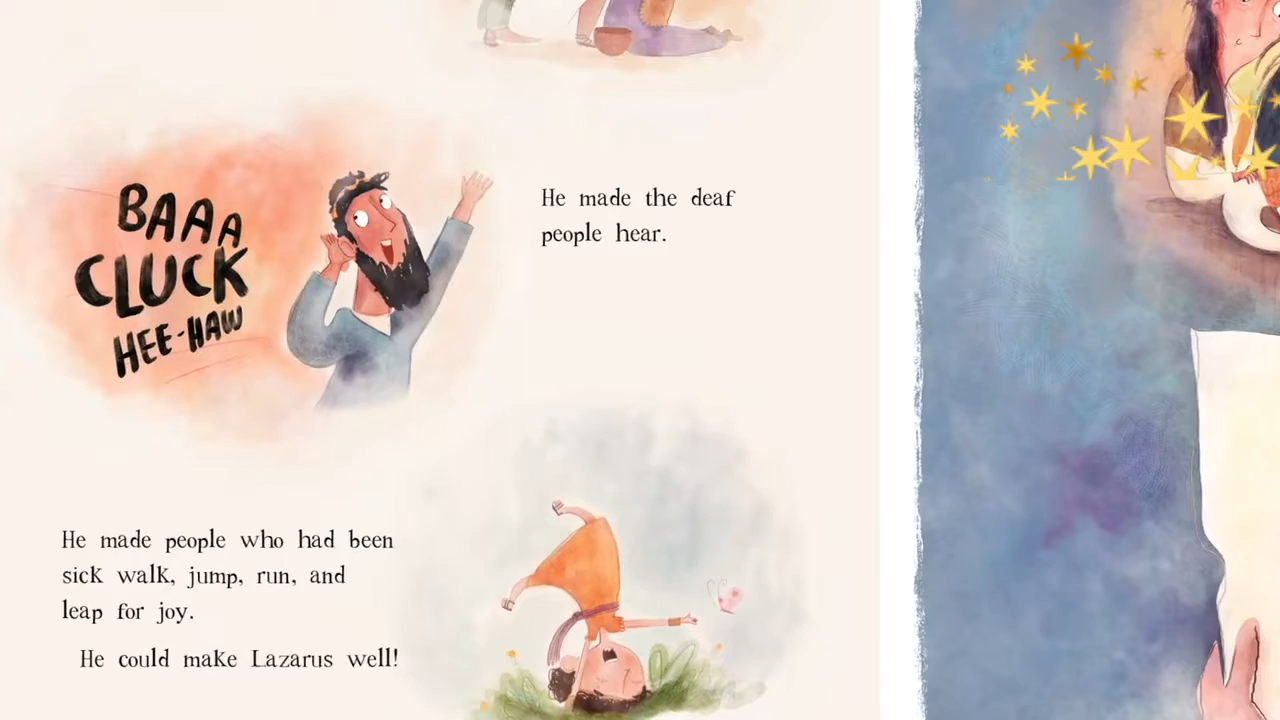 BAAA
CLUCK
HEE-HAW
He made the deaf
people hear.
He made people who had been
sick walk, jump, run, and
leap for joy.
He could make Lazarus well!